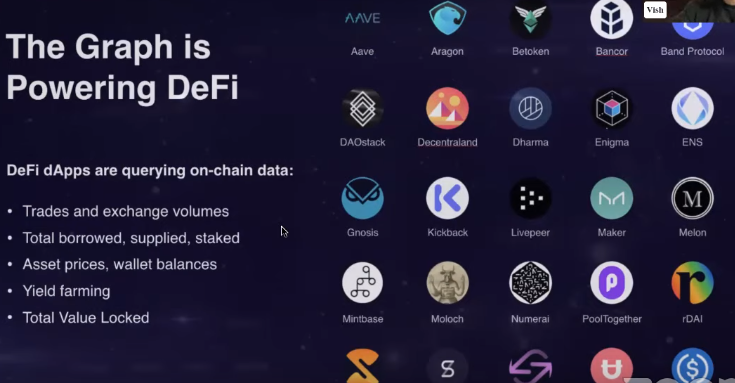 Vish
The Graph is
Powering DeFi
DeFi dApps are querying on-chain data:
• Trades and exchange volumes
• Total borrowed, supplied, staked
• Asset prices, wallet balances
• Yield farming
• Total Value Locked
AAVE
Aave Aragon Betoken Bancor Band Protocol
DAOstack Decentraland Dharma Enigma ENS
M
Gnosis Kickback Livepeer Maker Melon
Mintbase Moloch Numerai PoolTogether rDAI